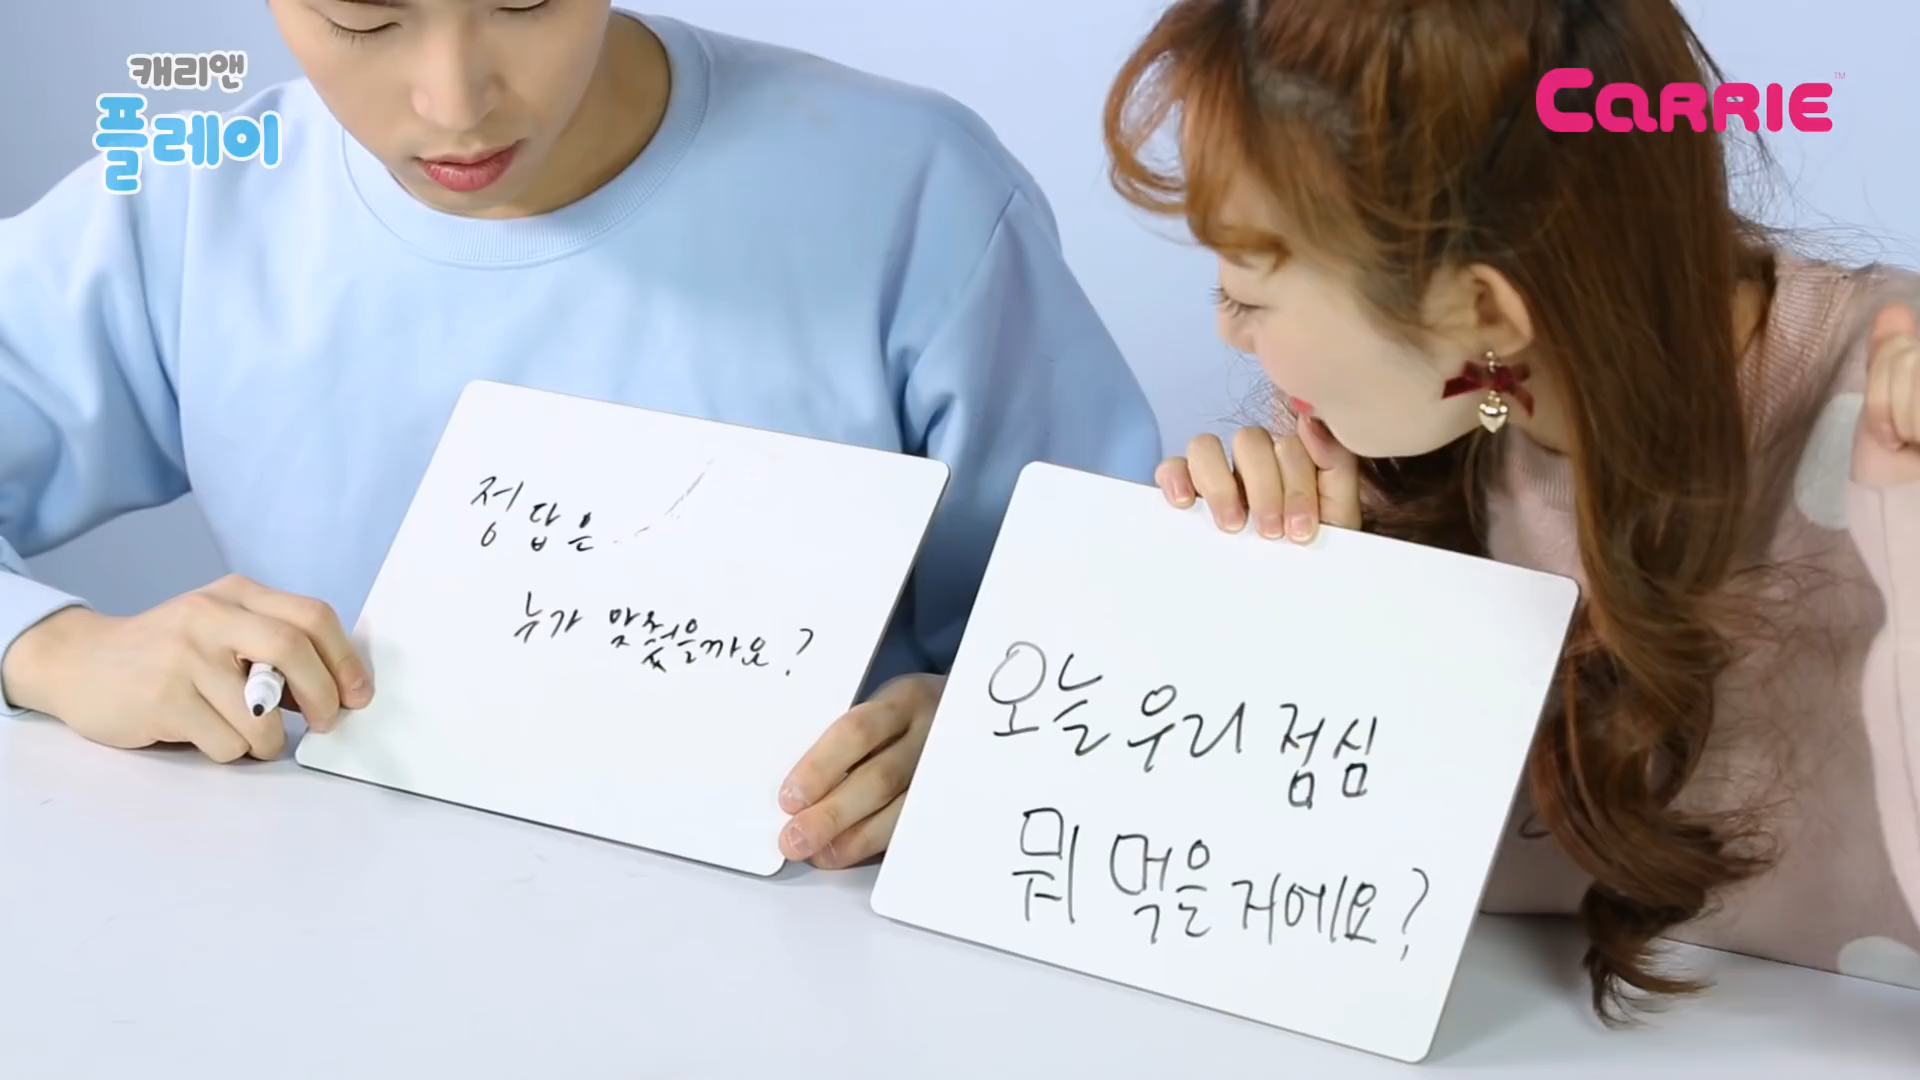 캐리앤
플레이
CARRIE™
정답은
누가 맞췄을까요?
오늘 우리 점심
뭐 먹을 거에요?